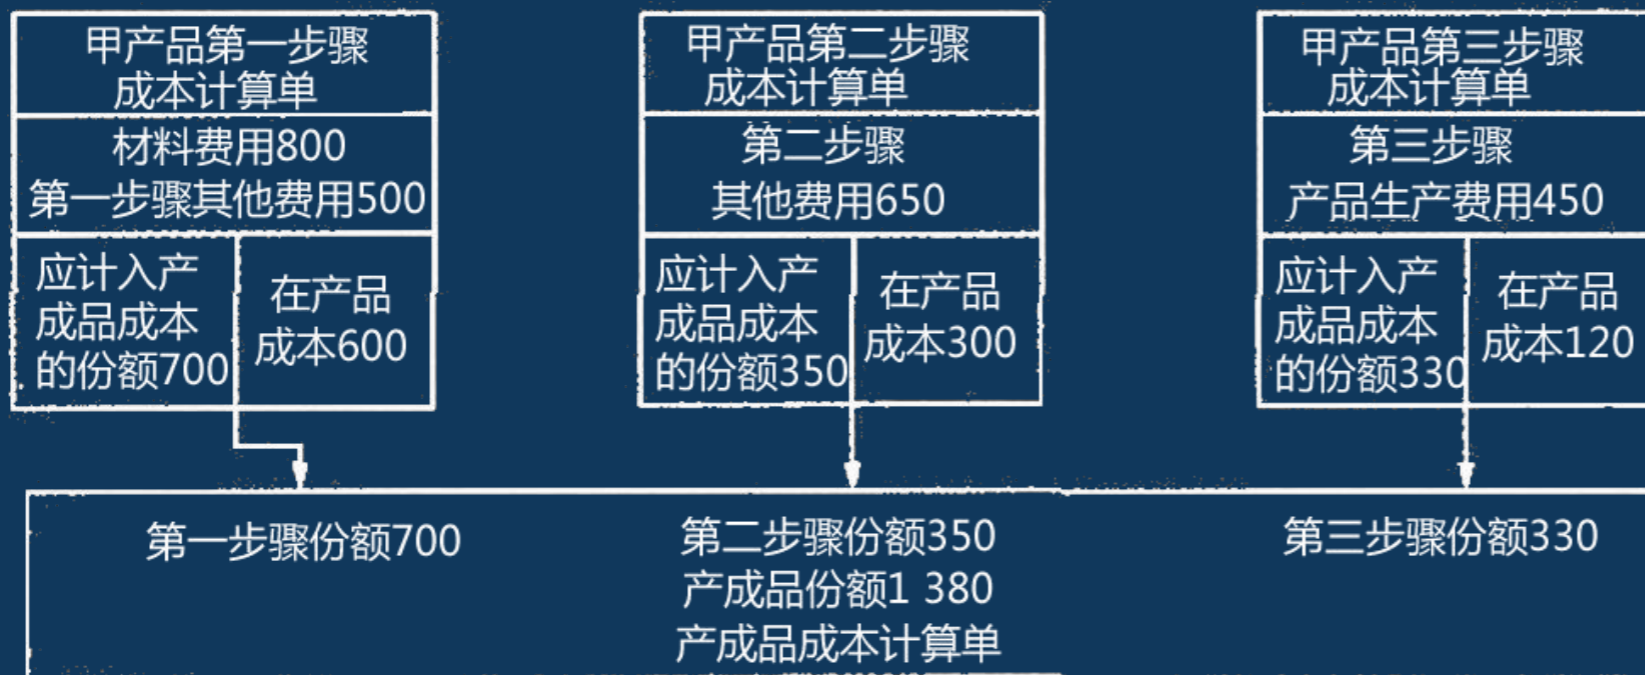 甲产品第一步骤
成本计算单
材料费用800
第一步骤其他费用500
应计入产
成品成本
的份额700
在产品
成本600
甲产品第二步骤
成本计算单
第二步骤
其他费用650
应计入产
成品成本
的份额350
在产品
成本300
甲产品第三步骤
成本计算单
第三步骤
产品生产费用450
应计入产
成品成本
的份额330
在产品
成本120
第一步骤份额700
第二步骤份额350
第三步骤份额330
产成品份额1 380
产成品成本计算单